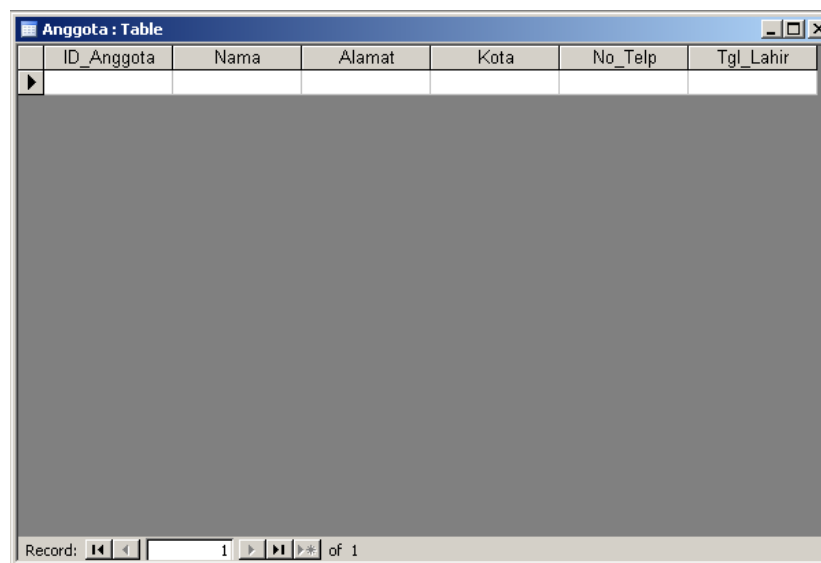 Anggota : Table
ID_Anggota Nama Alamat Kota No_Telp Tgl_Lahir
Record: 1 of 1